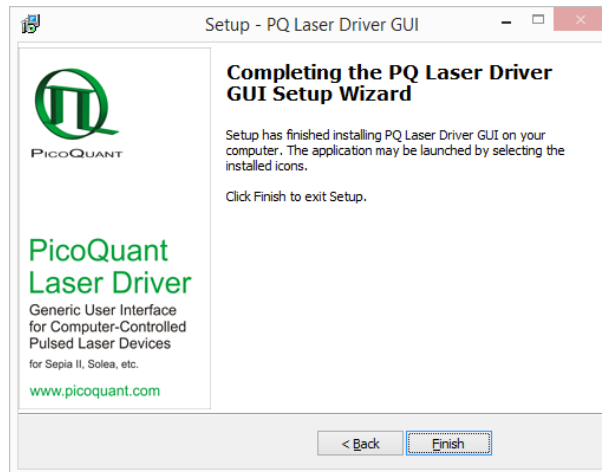 Setup - PQ Laser Driver GUI
Completing the PQ Laser Driver
GUI Setup Wizard
Setup has finished installing PQ Laser Driver GUI on your
computer. The application may be launched by selecting the
installed icons.
Click Finish to exit Setup.
PICOQUANT
PicoQuant
Laser Driver
Generic User Interface
for Computer-Controlled
Pulsed Laser Devices
for Sepia II, Solea, etc.
www.picoquant.com
< Back
Finish